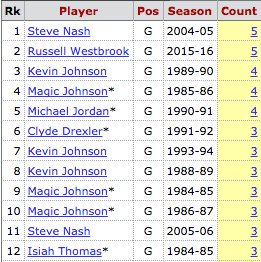 Rk Player Pos Season Count
1 Steve Nash G 2004-05 5
2 Russell Westbrook G 2015-16 5
3 Kevin Johnson G 1989-90 4
4 Magic Johnson* G 1985-86 4
5 Michael Jordan* G 1990-91 4
6 Clyde Drexler* G 1991-92 3
7 Kevin Johnson G 1993-94 3
8 Kevin Johnson G 1988-89 3
9 Magic Johnson* G 1984-85 3
10 Magic Johnson* G 1986-87 3
11 Steve Nash G 2005-06 3
12 Isiah Thomas* G 1984-85 3